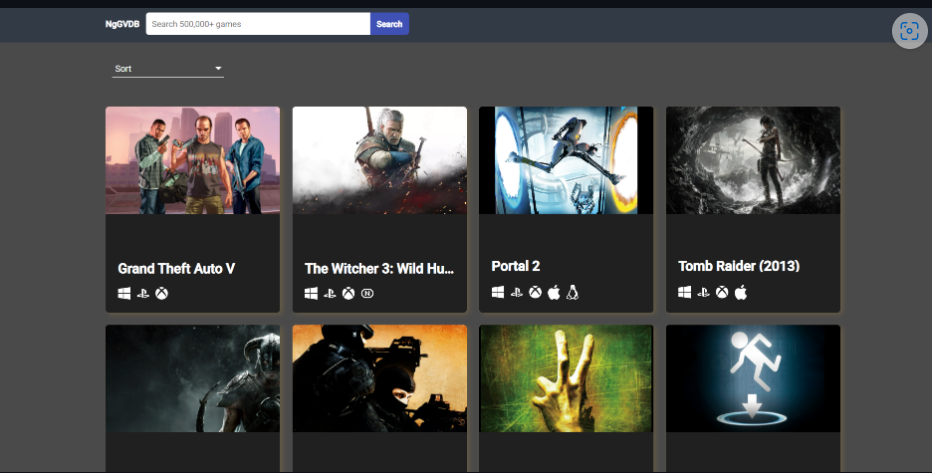 NgGVDB
Search 500,000+ games
Search
Sort
Grand Theft Auto V
The Witcher 3: Wild Hu...
Portal 2
Tomb Raider (2013)